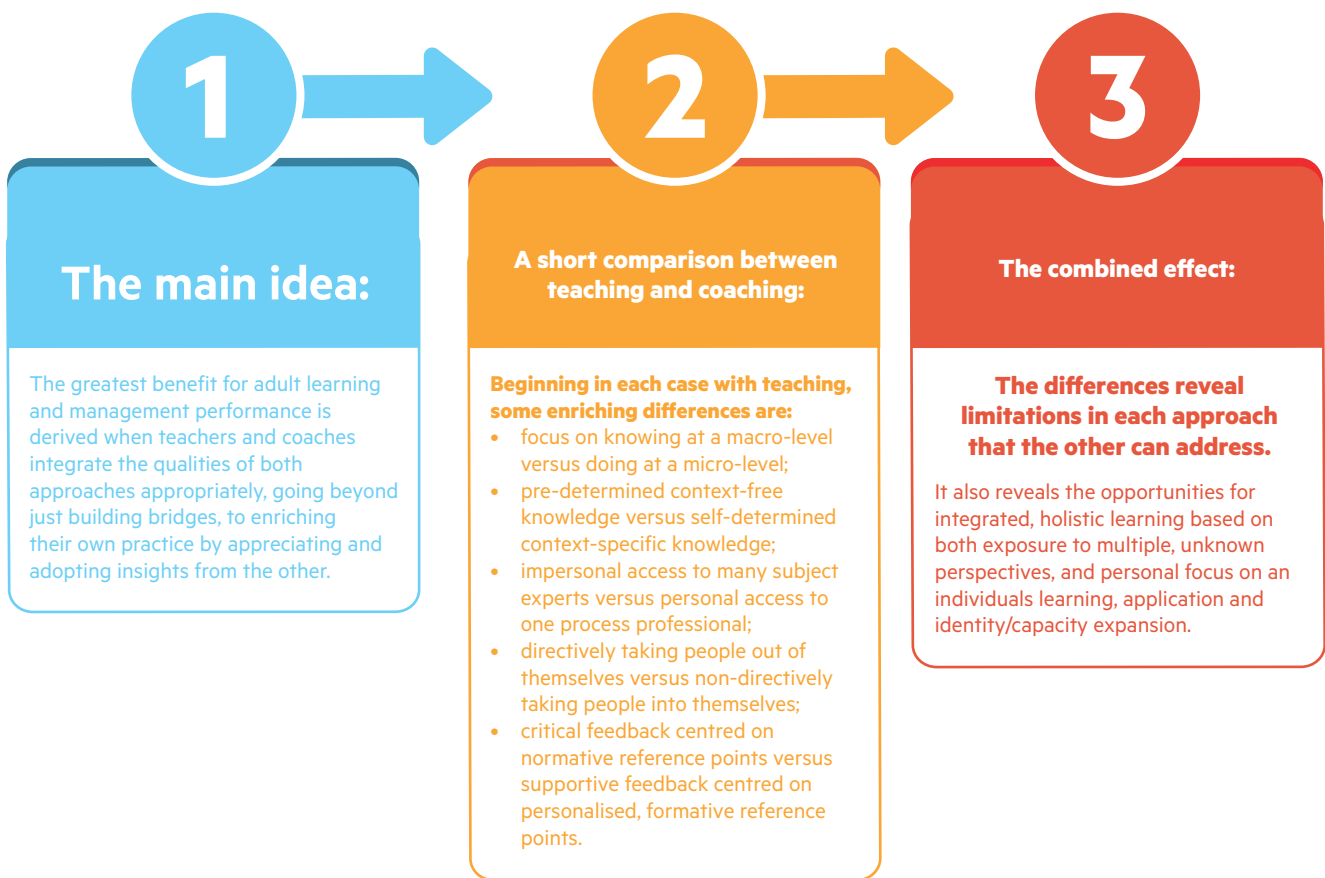 1
The main idea:
The greatest benefit for adult learning
and management performance is
derived when teachers and coaches
integrate the qualities of both
approaches appropriately, going beyond
just building bridges, to enriching
their own practice by appreciating and
adopting insights from the other.
2
A short comparison between
teaching and coaching:
Beginning in each case with teaching,
some enriching differences are:
• focus on knowing at a macro-level
versus doing at a micro-level;
• pre-determined context-free
knowledge versus self-determined
context-specific knowledge;
• impersonal access to many subject
experts versus personal access to
one process professional;
• directively taking people out of
themselves versus non-directively
taking people into themselves;
• critical feedback centred on
normative reference points versus
supportive feedback centred on
personalised, formative reference
points.
3
The combined effect:
The differences reveal
limitations in each approach
that the other can address.
It also reveals the opportunities for
integrated, holistic learning based on
both exposure to multiple, unknown
perspectives, and personal focus on an
individuals learning, application and
identity/capacity expansion.